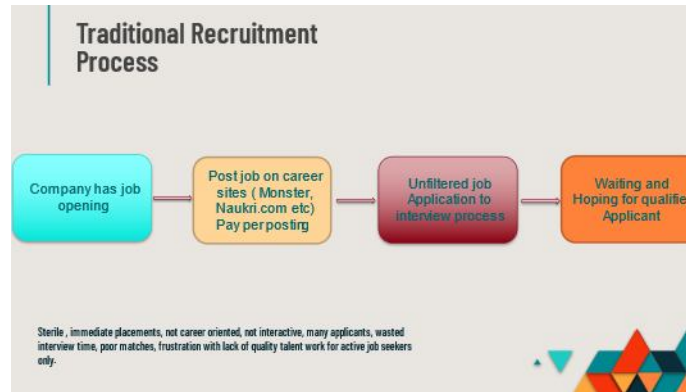 Traditional Recruitment
Process
Company has job
opening
Post job on career
sites ( Monster,
Naukri.com etc)
Pay per posting
Unfiltered job
Application to
interview process
Waiting and
Hoping for qualifie
Applicant
Sterile , immediate placements, not career oriented, not interactive, many applicants, wasted
interview time, poor matches, frustration with lack of quality talent work for active job seekers
only.